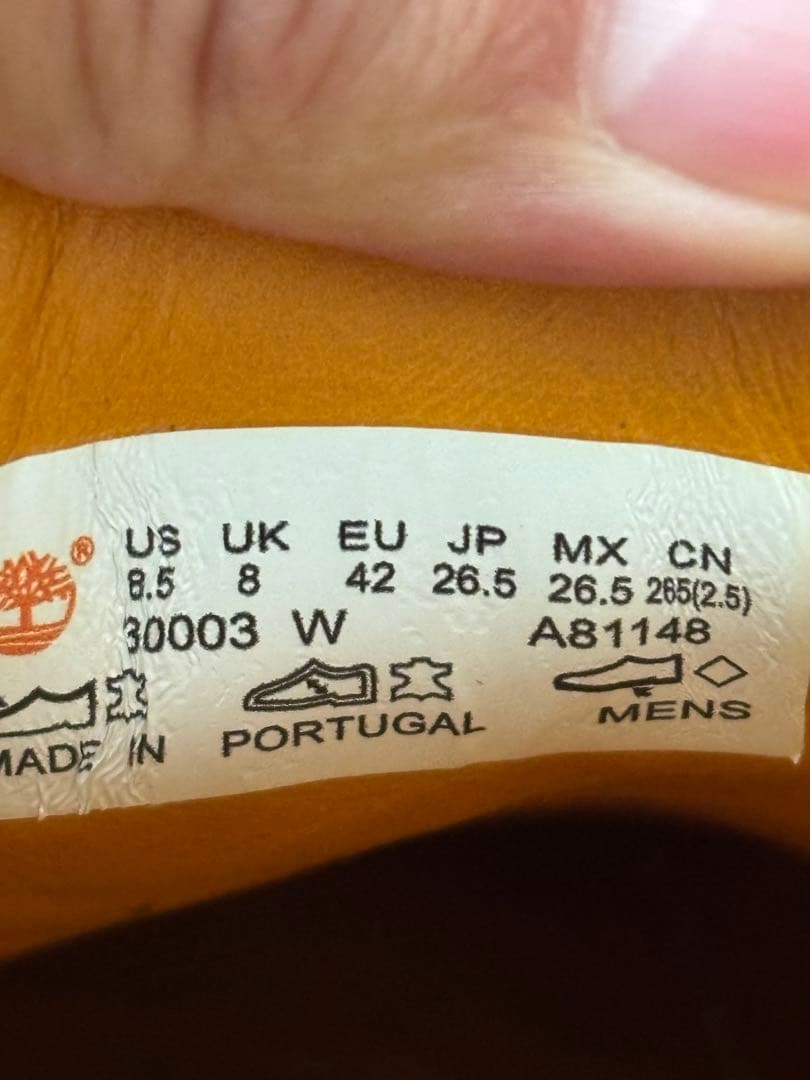 ®
US UK EU JP MX CN
8.5 8 42 26.5 26.5 265(2.5)
30003 W A81148
MADE IN PORTUGAL MENS